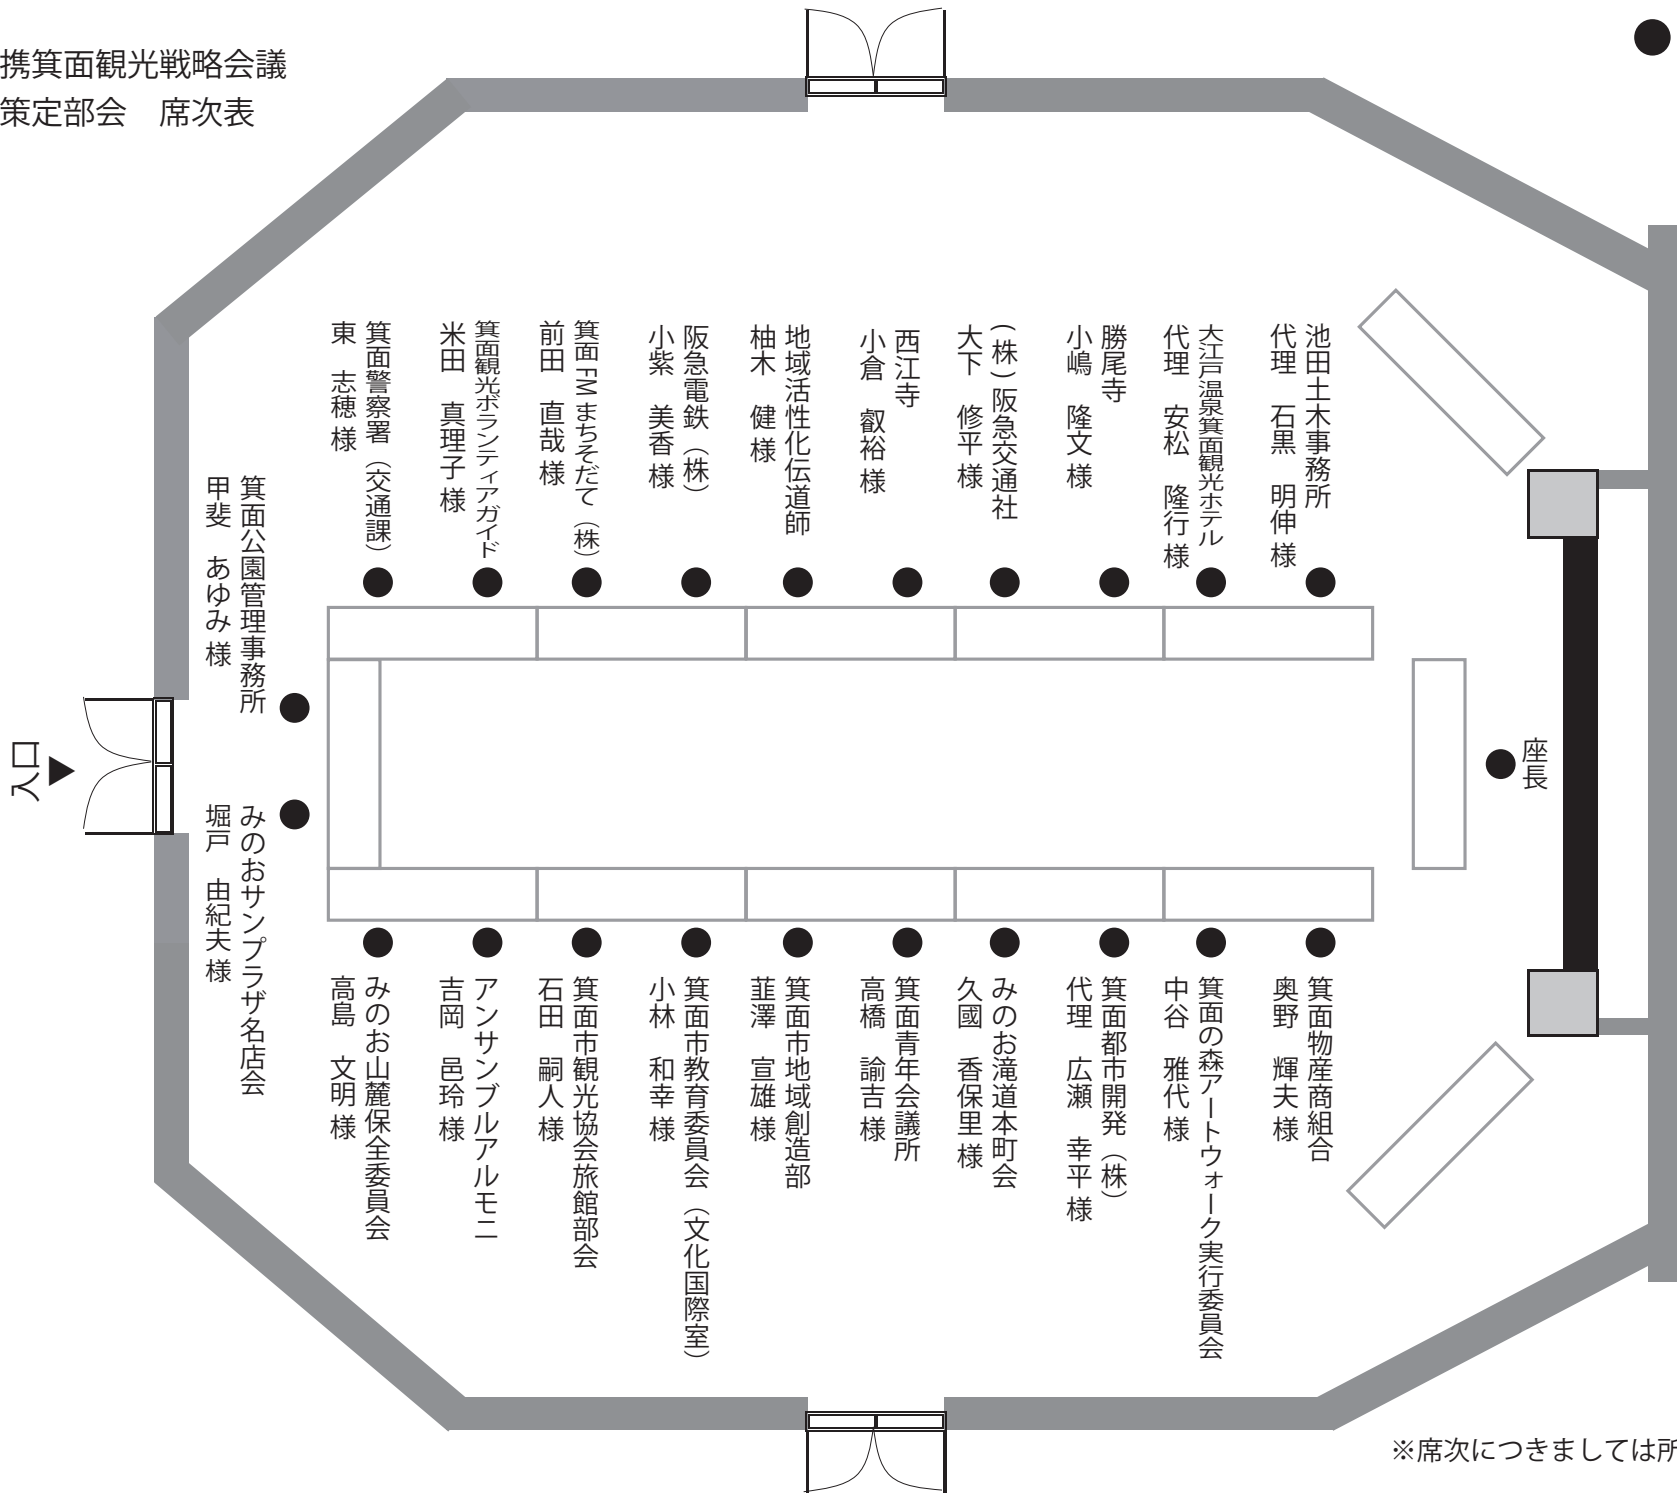 携箕面観光戦略会議
策定部会　席次表
池田土木事務所
代理　石黒　明伸 様
大江戸温泉箕面観光ホテル
代理　安松　隆行 様
勝尾寺
小嶋　隆文 様
(株)阪急交通社
大下　修平 様
西江寺
小倉　叡裕 様
地域活性化伝道師
柚木　健 様
阪急電鉄（株）
小紫　美香 様
箕面FMまちそだて（株）
前田　直哉 様
箕面観光ボランティアガイド
米田　真理子 様
箕面警察署（交通課）
東　志穂 様
箕面公園管理事務所
甲斐　あゆみ 様
入口
座長
みのおサンプラザ名店会
堀戸　由紀夫 様
箕面物産商組合
奥野　輝夫 様
箕面の森アートウォーク実行委員会
中谷　雅代 様
箕面都市開発（株）
代理　広瀬　幸平 様
みのお滝道本町会
久國　香保里 様
箕面青年会議所
高橋　諭吉 様
箕面市地域創造部
韮澤　宣雄 様
箕面市教育委員会（文化国際室）
小林　和幸 様
箕面市観光協会旅館部会
石田　嗣人 様
アンサンブルアルモニ
吉岡　邑玲 様
みのお山麓保全委員会
高島　文明 様
※席次につきましては所